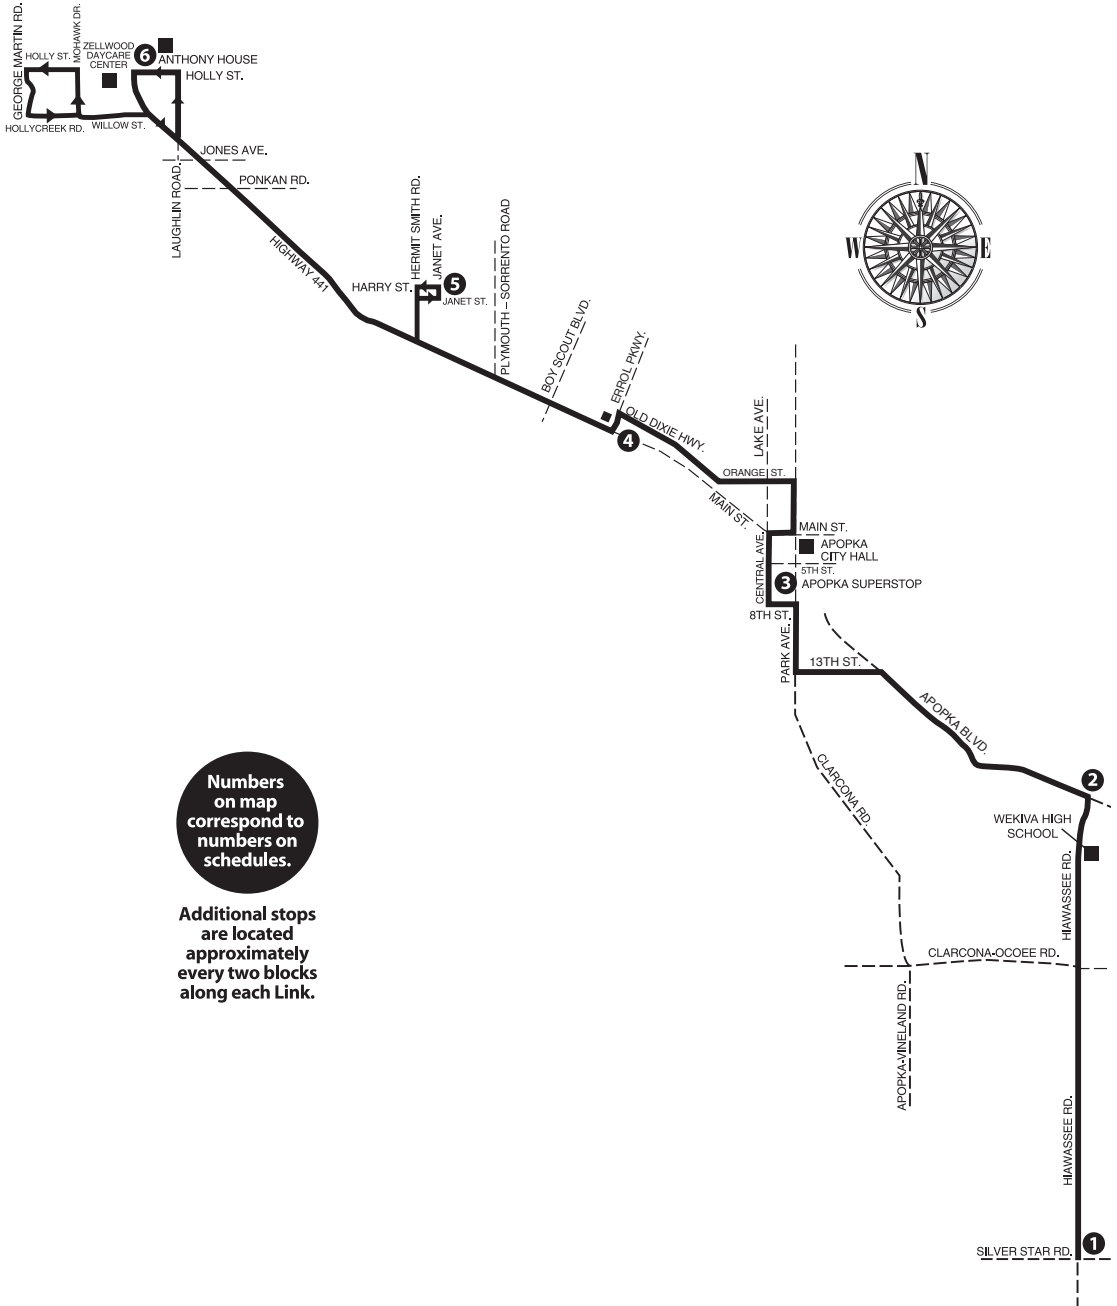 GEORGE MARTIN RD.
MOHAWK DR.
HOLLY ST.
ZELLWOOD
DAYCARE
CENTER
6
ANTHONY HOUSE
HOLLY ST.
HOLLYCREEK RD.
WILLOW ST.
JONES AVE.
PONKAN RD.
LAUGHLIN ROAD.
HIGHWAY 441
HERMIT SMITH RD.
JANET AVE.
HARRY ST.
5
JANET ST.
PLYMOUTH – SORRENTO ROAD
BOY SCOUT BLVD.
ERROL PKWY.
4
OLD DIXIE HWY.
MAIN ST.
LAKE AVE.
ORANGE ST.
N
W
E
S
MAIN ST.
APOPKA
CITY HALL
CENTRAL AVE.
5TH ST.
3
APOPKA SUPERSTOP
8TH ST.
PARK AVE.
13TH ST.
APOPKA BLVD.
CLARCONA RD.
2
WEKIVA HIGH
SCHOOL
HIAWASSEE RD.
CLARCONA-OCOEE RD.
APOPKA-VINELAND RD.
HIAWASSEE RD.
SILVER STAR RD.
1
Numbers
on map
correspond to
numbers on
schedules.
Additional stops
are located
approximately
every two blocks
along each Link.